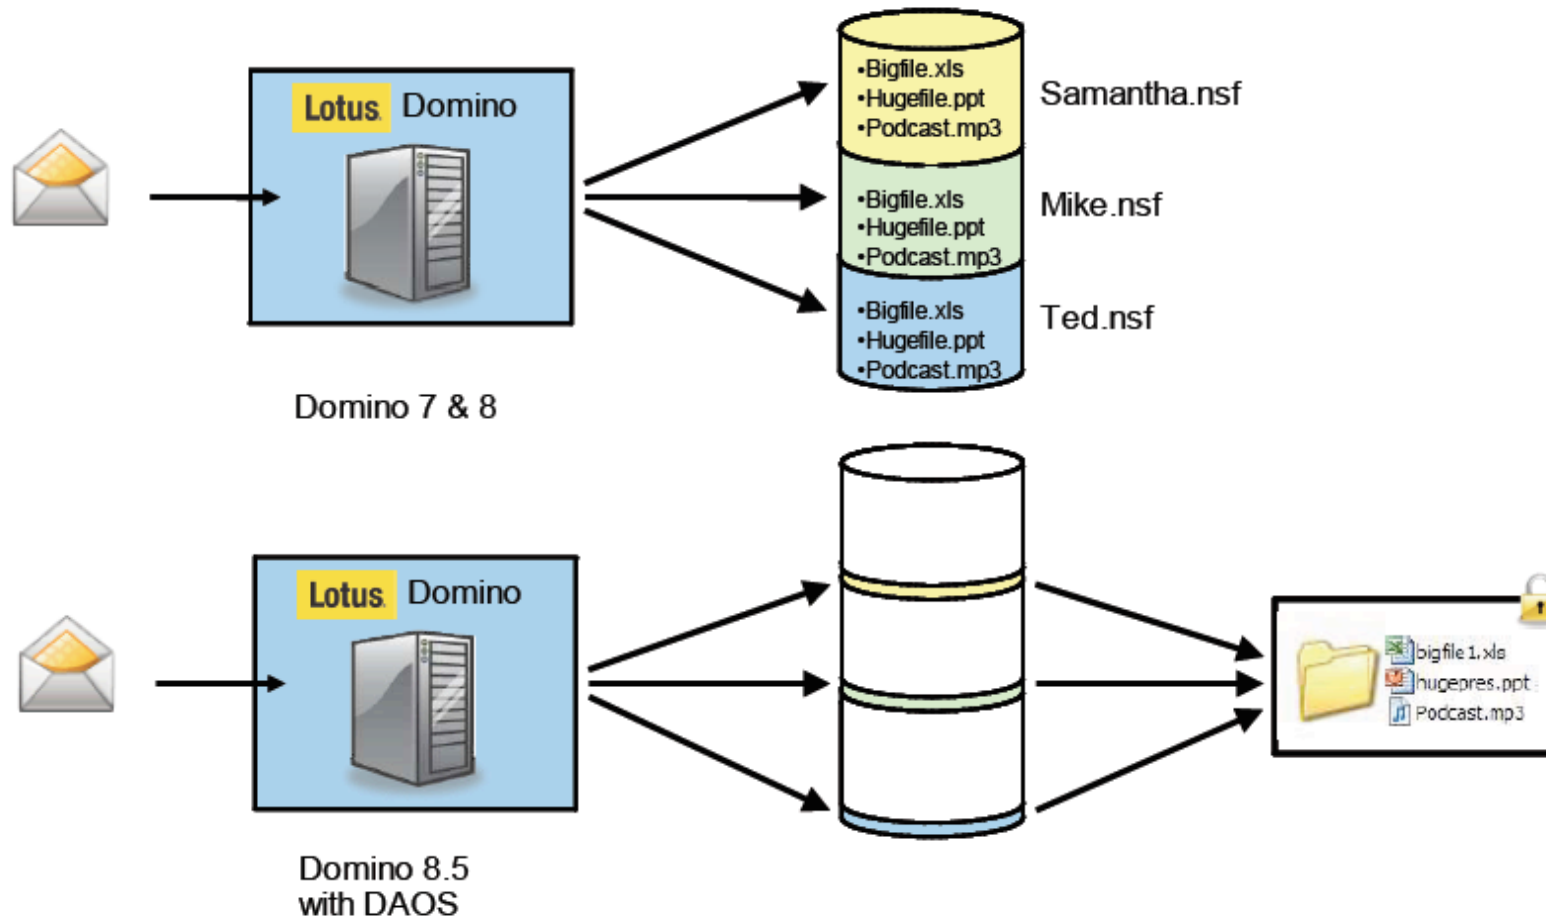 Lotus Domino
•Bigfile.xls
•Hugefile.ppt
•Podcast.mp3
Samantha.nsf
•Bigfile.xls
•Hugefile.ppt
•Podcast.mp3
Mike.nsf
•Bigfile.xls
•Hugefile.ppt
•Podcast.mp3
Ted.nsf
Domino 7 & 8
Lotus Domino
bigfile1.xls
hugepres.ppt
Podcast.mp3
Domino 8.5
with DAOS